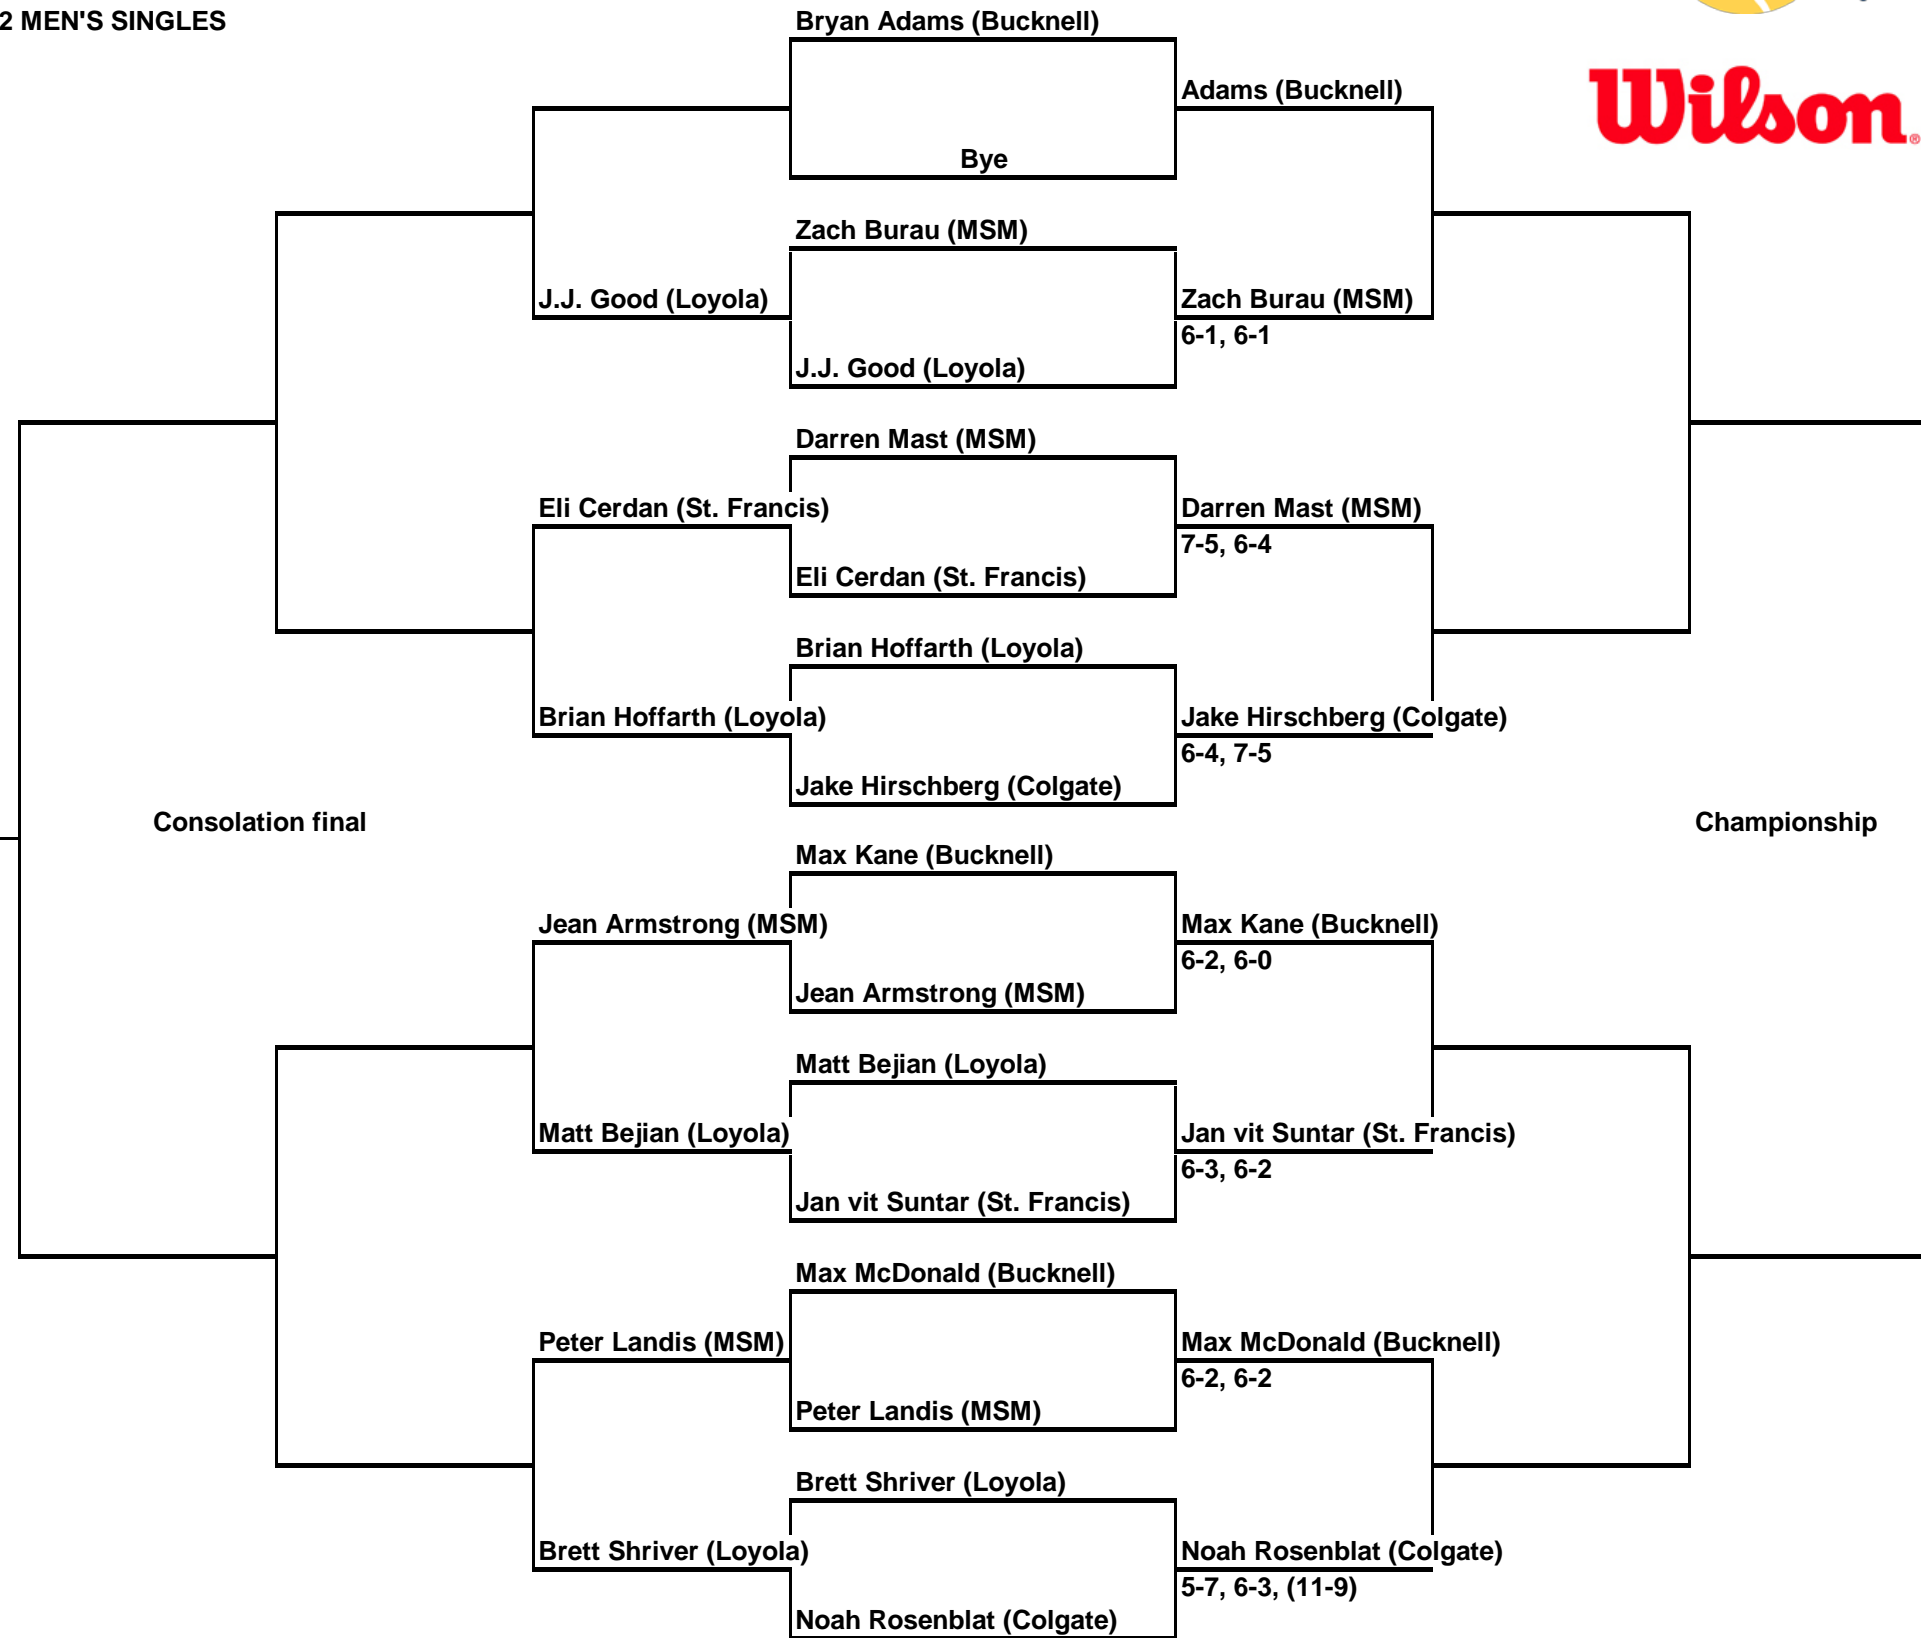 2 MEN'S SINGLES
Bryan Adams (Bucknell)
Adams (Bucknell)
Wilson®
Bye
Zach Burau (MSM)
J.J. Good (Loyola)
Zach Burau (MSM)
6-1, 6-1
J.J. Good (Loyola)
Darren Mast (MSM)
Eli Cerdan (St. Francis)
Darren Mast (MSM)
7-5, 6-4
Eli Cerdan (St. Francis)
Brian Hoffarth (Loyola)
Brian Hoffarth (Loyola)
Jake Hirschberg (Colgate)
6-4, 7-5
Jake Hirschberg (Colgate)
Consolation final
Championship
Max Kane (Bucknell)
Jean Armstrong (MSM)
Max Kane (Bucknell)
6-2, 6-0
Jean Armstrong (MSM)
Matt Bejian (Loyola)
Matt Bejian (Loyola)
Jan vit Suntar (St. Francis)
6-3, 6-2
Jan vit Suntar (St. Francis)
Max McDonald (Bucknell)
Peter Landis (MSM)
Max McDonald (Bucknell)
6-2, 6-2
Peter Landis (MSM)
Brett Shriver (Loyola)
Brett Shriver (Loyola)
Noah Rosenblat (Colgate)
5-7, 6-3, (11-9)
Noah Rosenblat (Colgate)